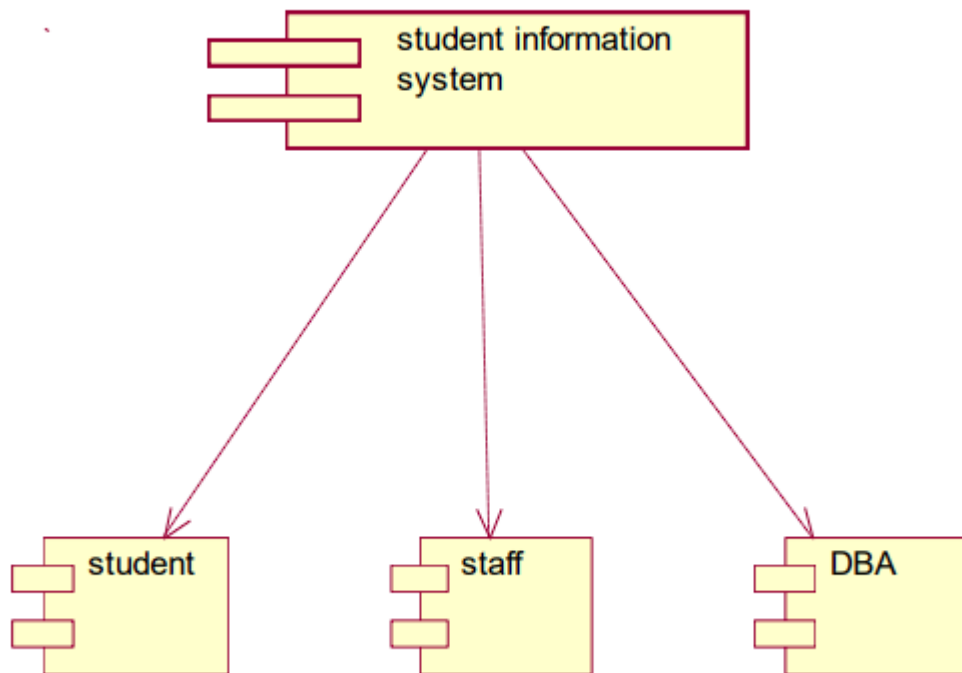 student information
system
student
staff
DBA